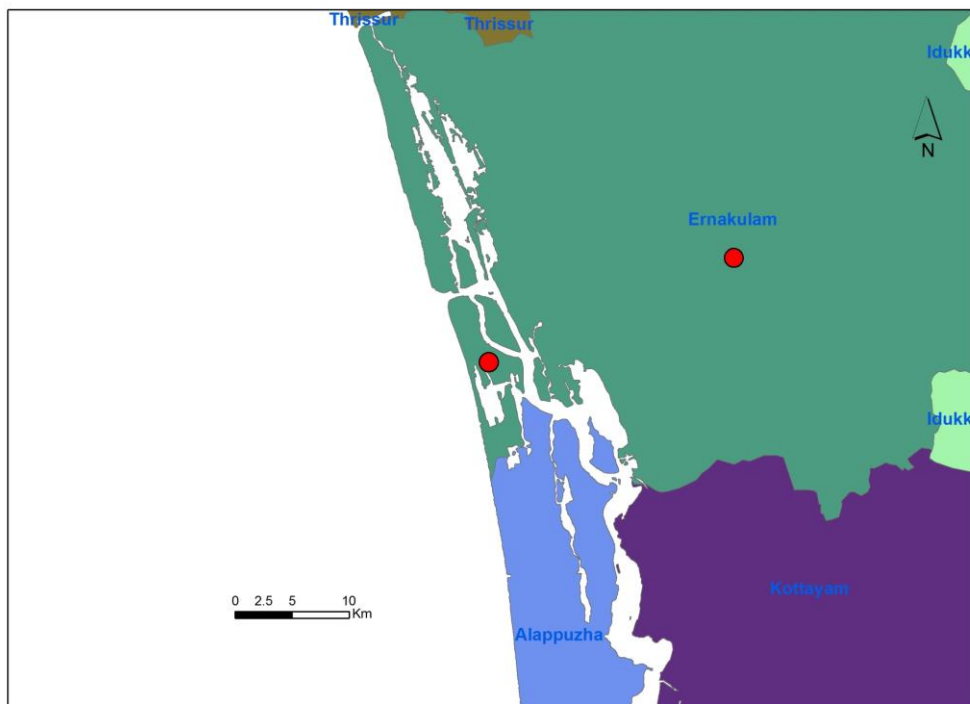 Thrissur
Thrissur
Idukk
N
Ernakulam
Idukk
Kottayam
0 2.5 5 10
Km
Alappuzha